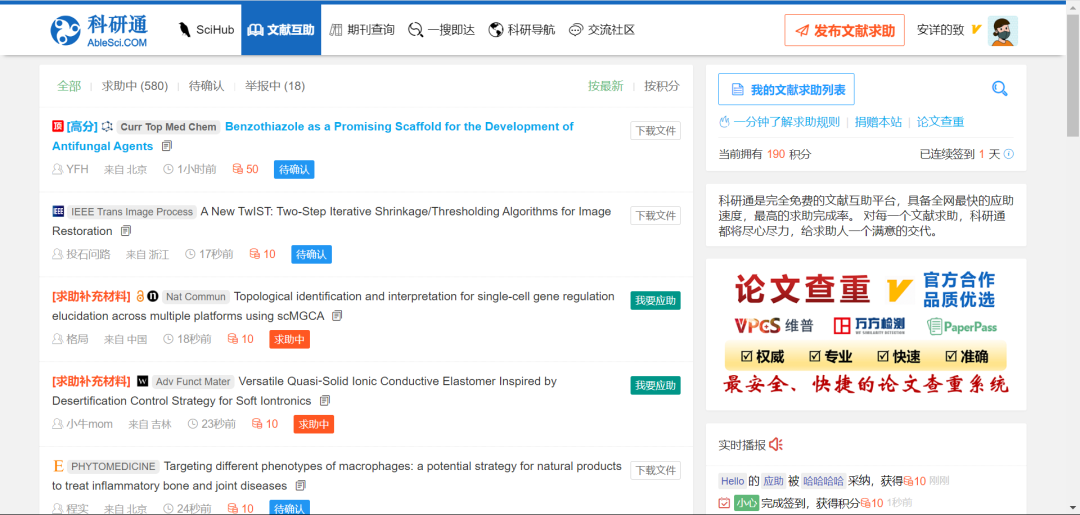 科研通
AbleSci.COM
SciHub
文献互助
期刊查询
一搜即达
科研导航
交流社区
发布文献求助
安洋的致
全部
求助中 (580)
待确认
举报中 (18)
按最新
按积分
顶 [高分] Curr Top Med Chem Benzothiazole as a Promising Scaffold for the Development of
Antifungal Agents
下载文件
YFH 来自 北京 1小时前 50 待确认
IEEE IEEE Trans Image Process A New TwIST: Two-Step Iterative Shrinkage/Thresholding Algorithms for Image
Restoration
下载文件
投石问路 来自 浙江 17秒前 10 待确认
[求助补充材料] n Nat Commun Topological identification and interpretation for single-cell gene regulation
elucidation across multiple platforms using scMGCA
我要应助
格局 来自 中国 18秒前 10 求助中
[求助补充材料] W Adv Funct Mater Versatile Quasi-Solid Ionic Conductive Elastomer Inspired by
Desertification Control Strategy for Soft Iontronics
我要应助
小牛mom 来自 吉林 23秒前 10 求助中
E PHYTOMEDICINE Targeting different phenotypes of macrophages: a potential strategy for natural products
to treat inflammatory bone and joint diseases
下载文件
程实 来自 北京 24秒前 10 待确认
我的文献求助列表
一分钟了解求助规则 | 捐赠本站 | 论文查重
当前拥有 190 积分
已连续签到 1 天
科研通是完全免费的文献互助平台，具备全网最快的应助
速度，最高的求助完成率。 对每一个文献求助，科研通
都将尽心尽力，给求助人一个满意的交代。
论文查重
官方合作
品质优选
VPCS 维普
万方检测
PaperPass
权威
专业
快速
准确
最安全、快捷的论文查重系统
实时播报
Hello 的 应助 被 哈哈哈哈 采纳，获得10 刚刚
小心 完成签到，获得积分10 1秒前